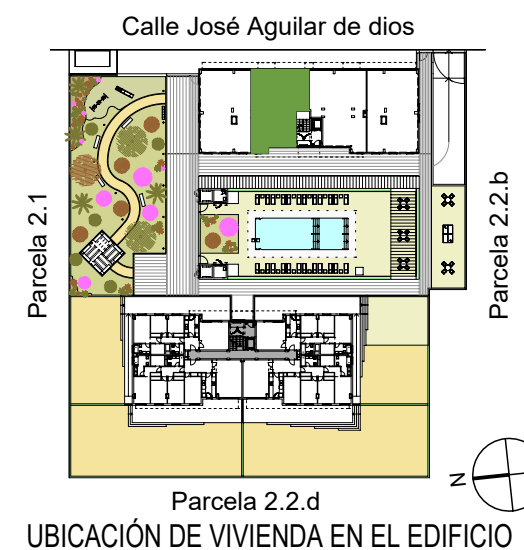 Calle José Aguilar de dios
Parcela 2.1
Parcela 2.2.b
Parcela 2.2.d
N
UBICACIÓN DE VIVIENDA EN EL EDIFICIO